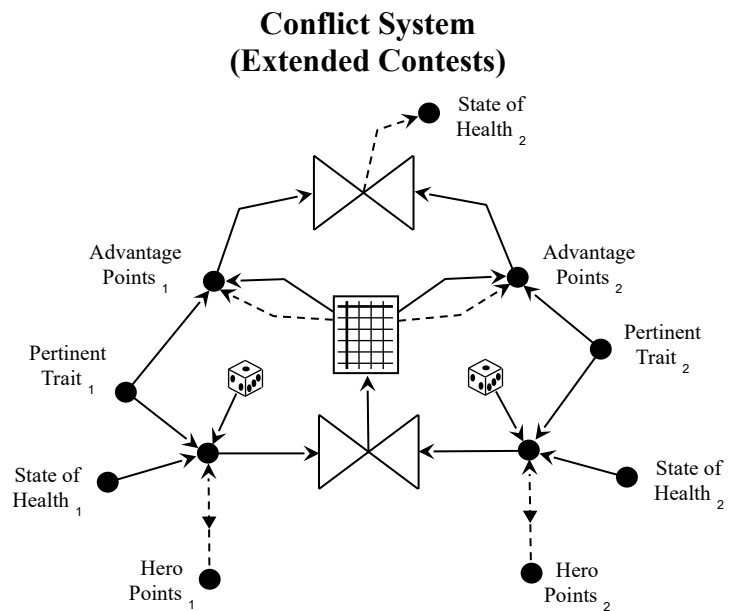 Conflict System
(Extended Contests)
State of
Health 2
Advantage
Points 1
Advantage
Points 2
Pertinent
Trait 1
Pertinent
Trait 2
State of
Health 1
State of
Health 2
Hero
Points 1
Hero
Points 2